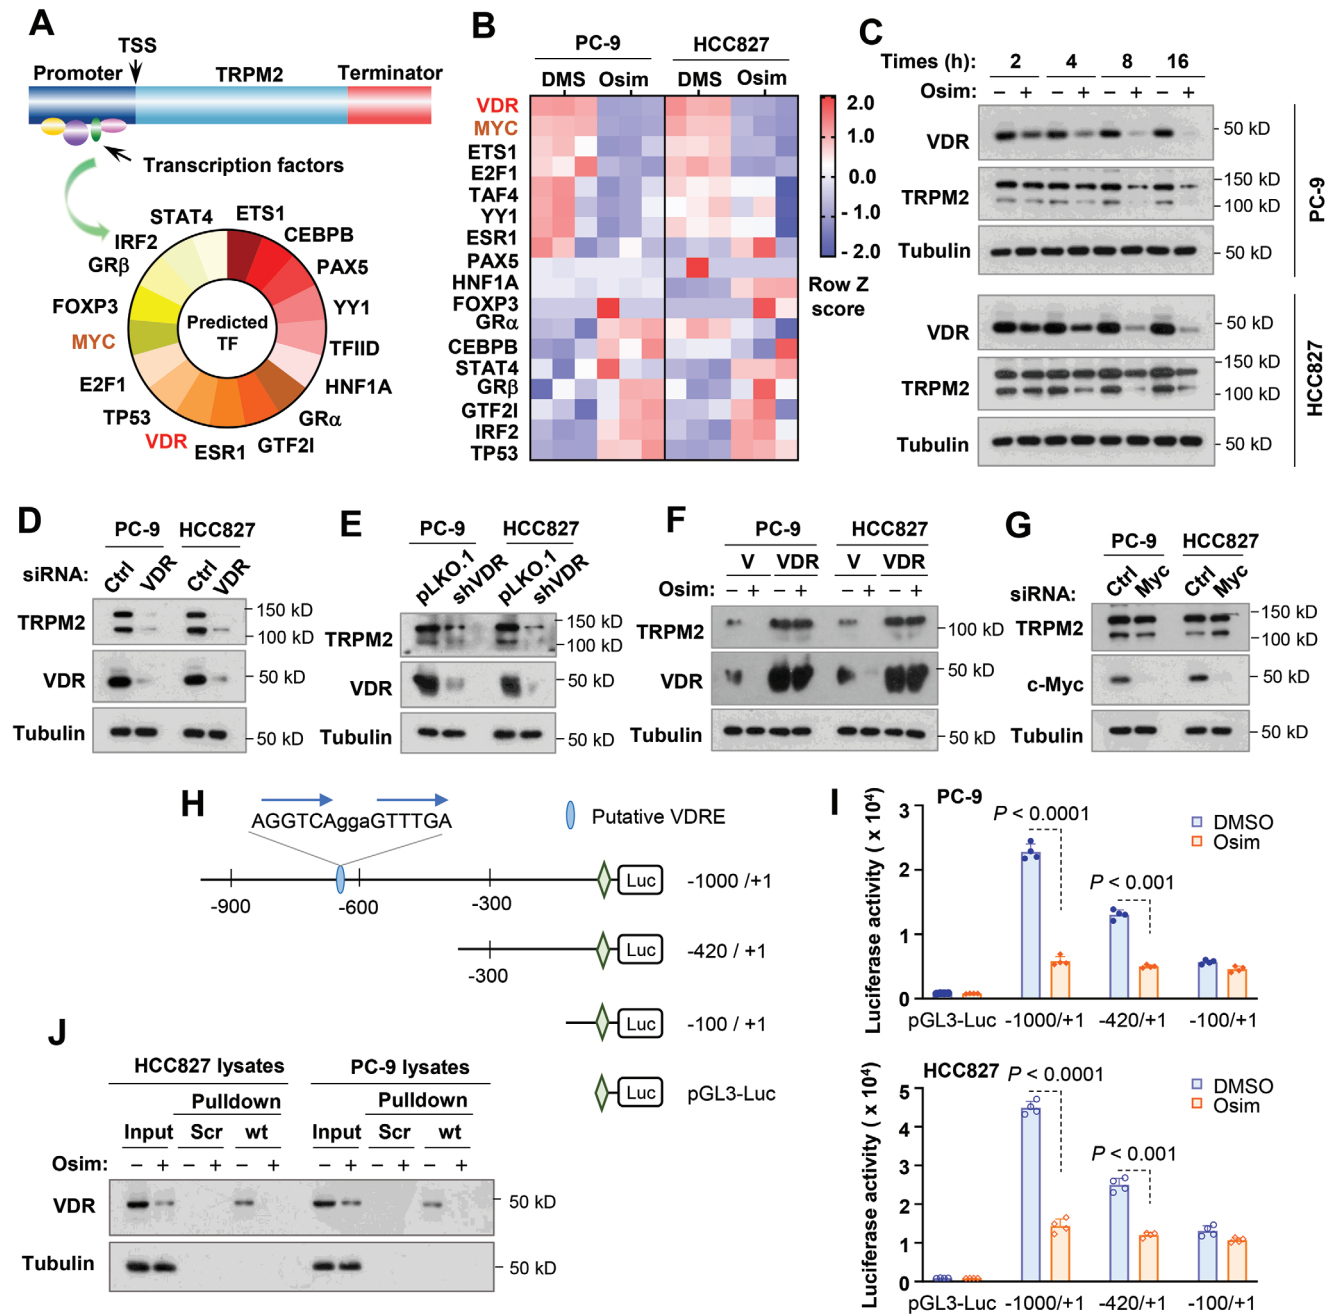 A
TSS
Promoter
TRPM2
Terminator
Transcription factors
STAT4
ETS1
IRF2
CEBPB
GRβ
PAX5
FOXP3
YY1
MYC
TFIID
E2F1
HNF1A
TP53
GRα
VDR
ESR1
GTF2I
Predicted
TF
B
PC-9 HCC827
DMS Osim DMS Osim
VDR
MYC
ETS1
E2F1
TAF4
YY1
ESR1
PAX5
HNF1A
FOXP3
GRα
CEBPB
STAT4
GRβ
GTF2I
IRF2
TP53
2.0
1.0
0.0
- 1.0
- 2.0
Row Z
score
C
Times (h): 2 4 8 16
Osim: – + – + – + – +
VDR 50 kD
TRPM2 150 kD
100 kD
Tubulin 50 kD
PC-9
VDR 50 kD
TRPM2 150 kD
100 kD
Tubulin 50 kD
HCC827
D
PC-9 HCC827
siRNA: Ctrl VDR Ctrl VDR
TRPM2 150 kD
100 kD
VDR 50 kD
Tubulin 50 kD
E
PC-9 HCC827
pLKO.1 shVDR pLKO.1 shVDR
TRPM2 150 kD
100 kD
VDR 50 kD
Tubulin 50 kD
F
PC-9 HCC827
V VDR V VDR
Osim: – + – + – + – +
TRPM2 100 kD
VDR 50 kD
Tubulin 50 kD
G
PC-9 HCC827
siRNA: Ctrl Myc Ctrl Myc
TRPM2 150 kD
100 kD
c-Myc 50 kD
Tubulin 50 kD
H
AGGTCAggaGTTTGA
Putative VDRE
Luc -1000 /+1
-900 -600 -300
Luc -420 / +1
-300
Luc -100 / +1
Luc pGL3-Luc
I
PC-9
Luciferase activity ( x 10⁴)
3
2
1
0
P < 0.0001
P < 0.001
DMSO
Osim
pGL3-Luc -1000/+1 -420/+1 -100/+1
HCC827
Luciferase activity ( x 10⁴)
5
4
3
2
1
0
P < 0.0001
P < 0.001
DMSO
Osim
pGL3-Luc -1000/+1 -420/+1 -100/+1
J
HCC827 lysates PC-9 lysates
Pulldown Pulldown
Input Scr wt Input Scr wt
Osim: – + – + – + – + – + – +
VDR 50 kD
Tubulin 50 kD